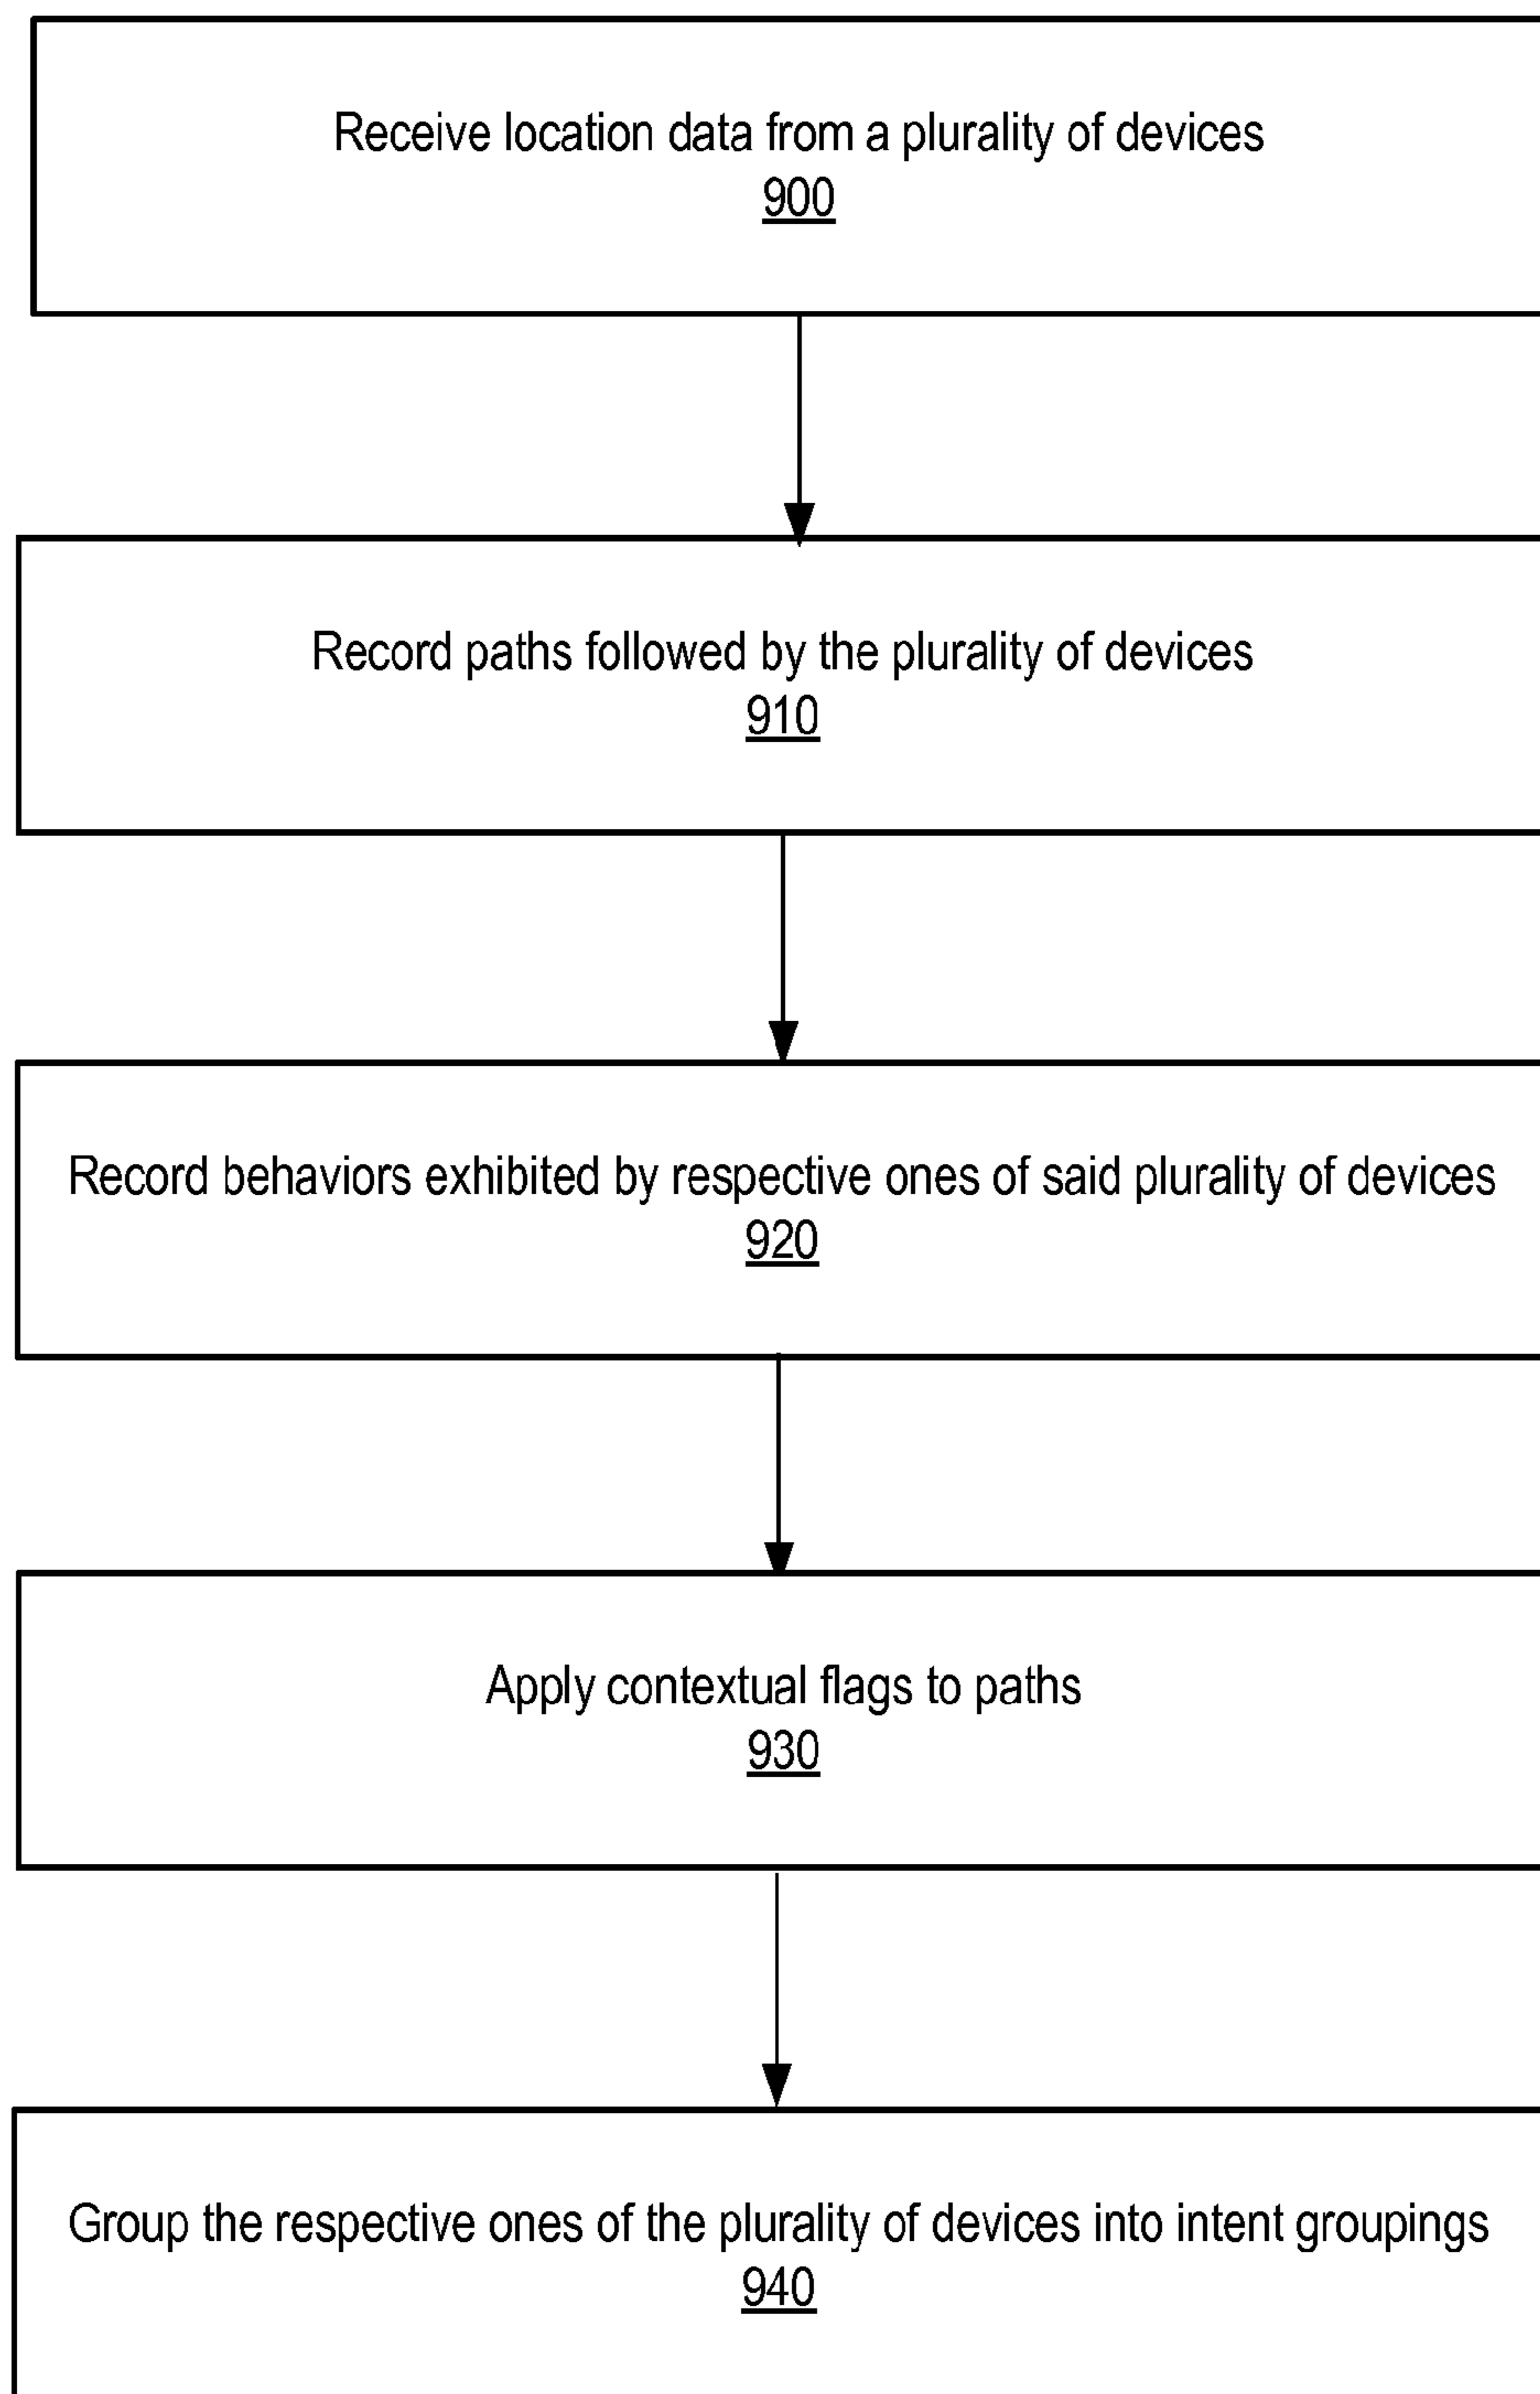 Receive location data from a plurality of devices
900
Record paths followed by the plurality of devices
910
Record behaviors exhibited by respective ones of said plurality of devices
920
Apply contextual flags to paths
930
Group the respective ones of the plurality of devices into intent groupings
940